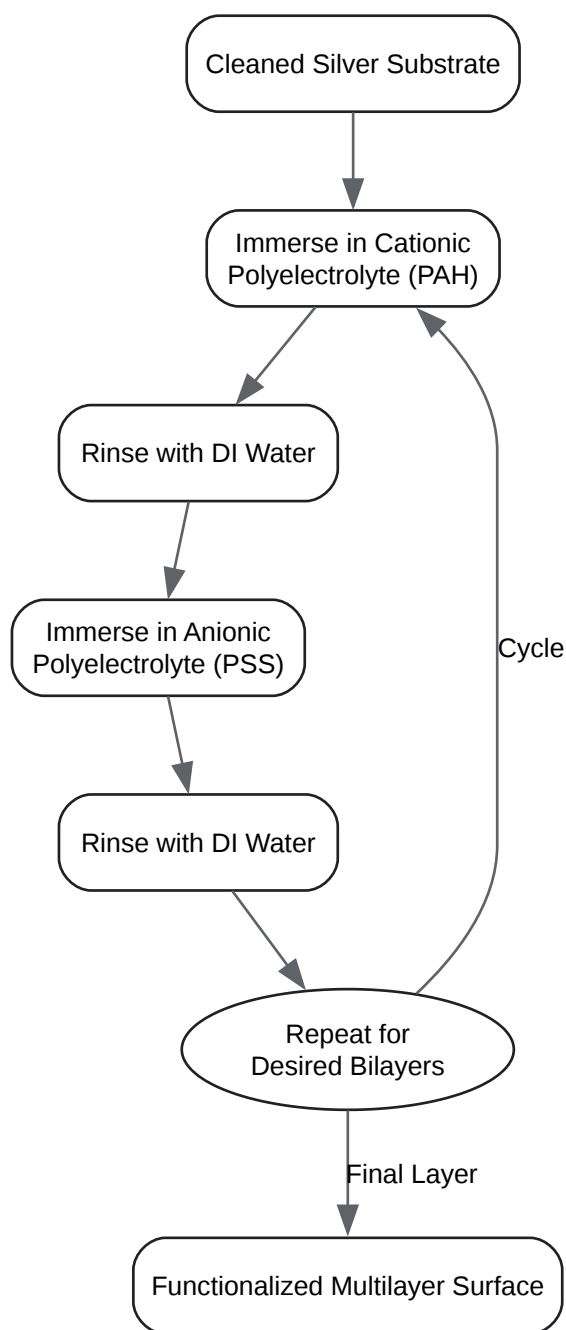 Cleaned Silver Substrate
Immerse in Cationic
Polyelectrolyte (PAH)
Rinse with DI Water
Immerse in Anionic
Polyelectrolyte (PSS)
Cycle
Rinse with DI Water
Repeat for
Desired Bilayers
Final Layer
Functionalized Multilayer Surface